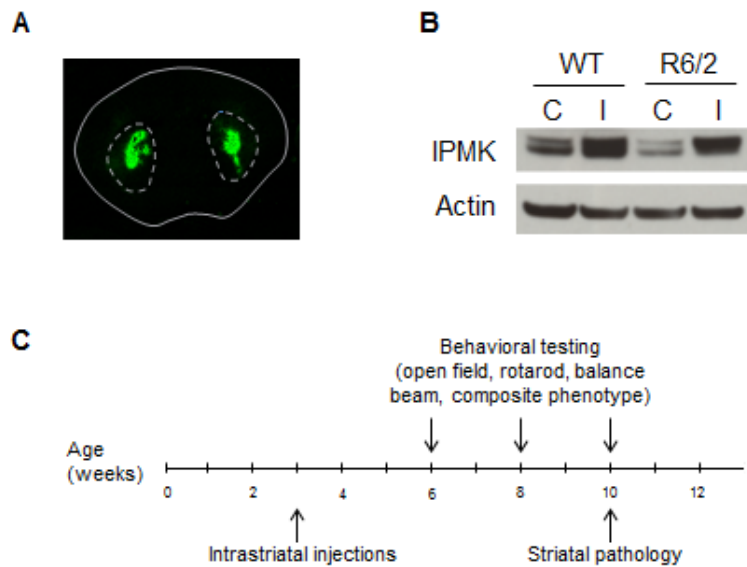 A
B
WT R6/2
C I C I
IPMK
Actin
C
Behavioral testing
(open field, rotarod, balance
beam, composite phenotype)
Age
(weeks)
0 2 4 6 8 10 12
Intrastriatal injections Striatal pathology